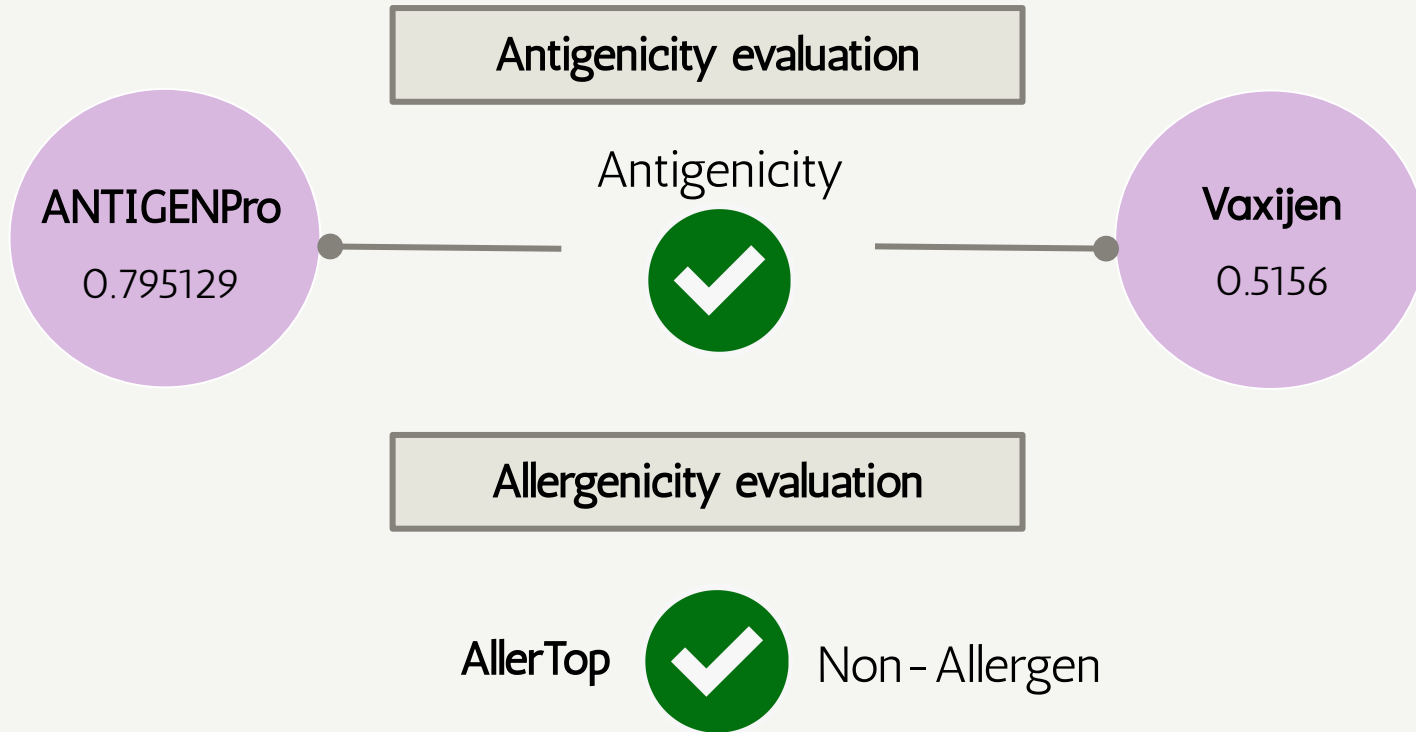 Antigenicity evaluation
Antigenicity
ANTIGENPro
0.795129
Vaxijen
0.5156
Allergenicity evaluation
AllerTop
Non-Allergen